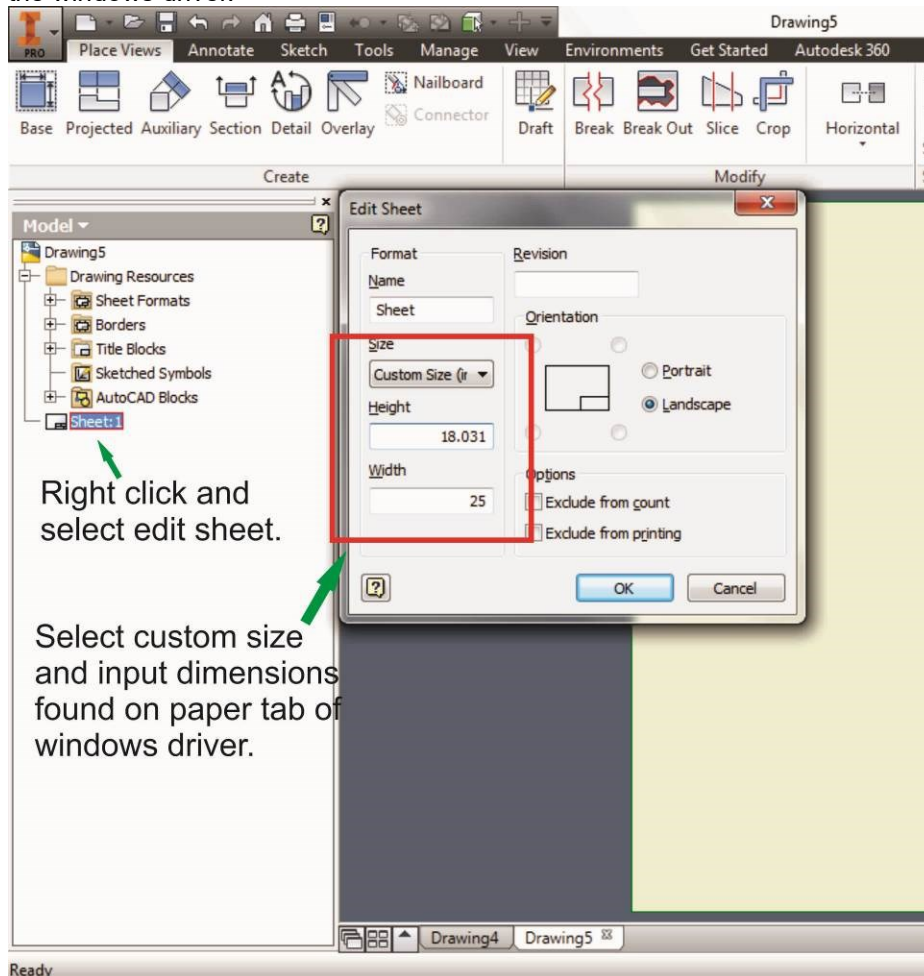 Drawing5
PRO
Place Views Annotate Sketch Tools Manage View Environments Get Started Autodesk 360
Nailboard
Connector
Base Projected Auxiliary Section Detail Overlay Draft Break Break Out Slice Crop Horizontal
Create Modify
Model
Drawing5
Drawing Resources
Sheet Formats
Borders
Title Blocks
Sketched Symbols
AutoCAD Blocks
Sheet:1
Right click and
select edit sheet.
Select custom size
and input dimensions
found on paper tab of
windows driver.
Edit Sheet
Format
Name
Sheet
Size
Custom Size (ir
Height
18.031
Width
25
Revision
Orientation
Portrait
Landscape
Options
Exclude from count
Exclude from printing
OK Cancel
Drawing4 Drawing5
Ready